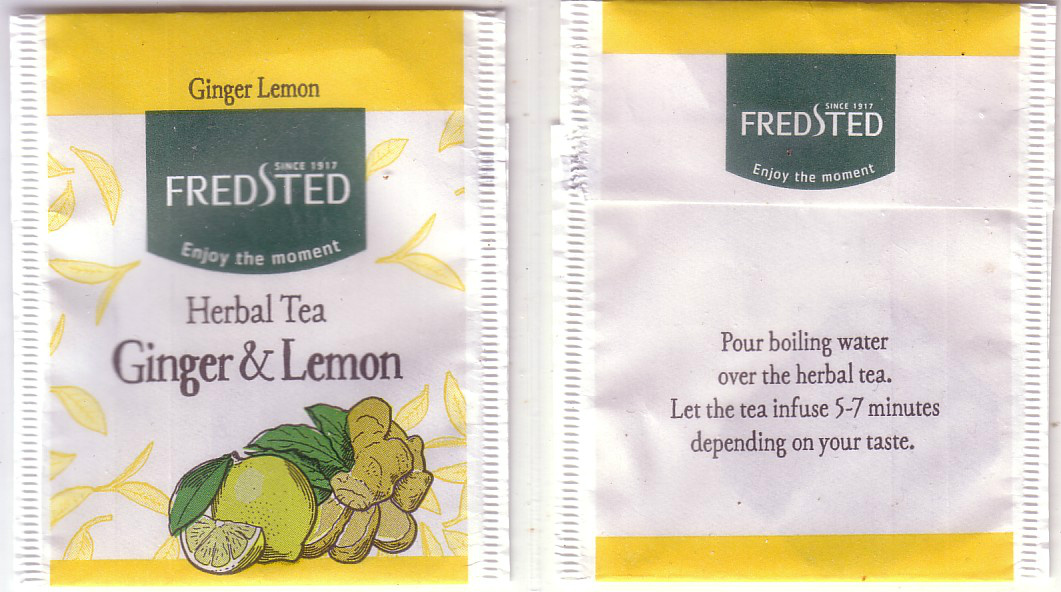 Ginger Lemon
SINCE 1917
FREDSTED
Enjoy the moment
Herbal Tea
Ginger & Lemon
SINCE 1917
FREDSTED
Enjoy the moment
Pour boiling water
over the herbal tea.
Let the tea infuse 5-7 minutes
depending on your taste.